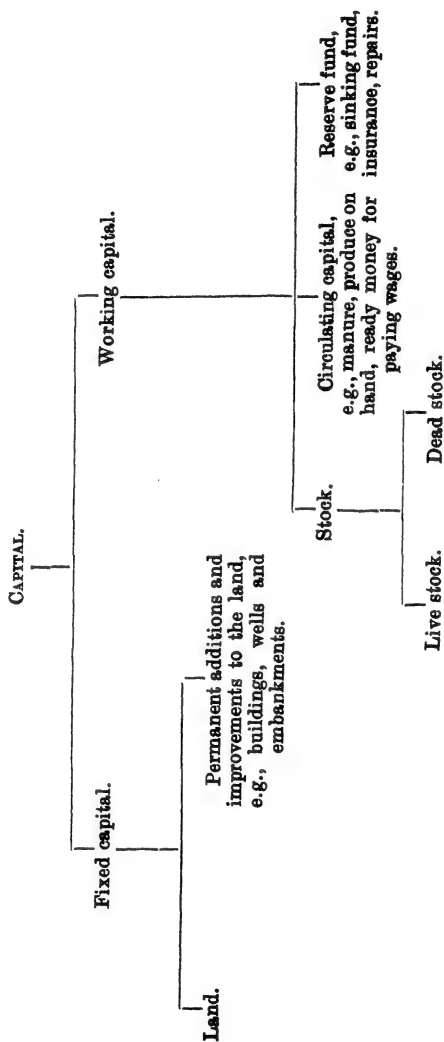 CAPITAL.
Fixed capital.
Working capital.
Land.
Permanent additions and
improvements to the land,
e.g., buildings, wells and
embankments.
Stock.
Circulating capital,
e.g., manure, produce on
hand, ready money for
paying wages.
Reserve fund,
e.g., sinking fund,
insurance, repairs.
Live stock.
Dead stock.